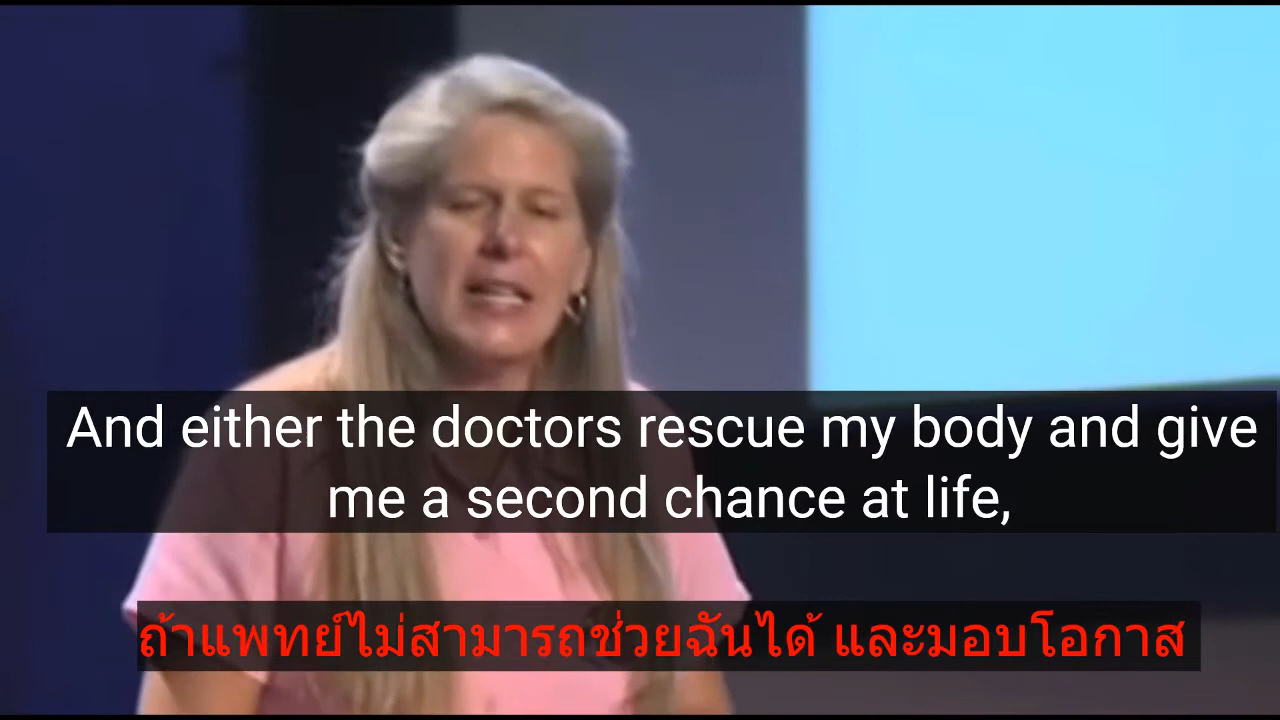 And either the doctors rescue my body and give
me a second chance at life,
ถ้าแพทย์ไม่สามารถช่วยฉันได้ และมอบโอกาส